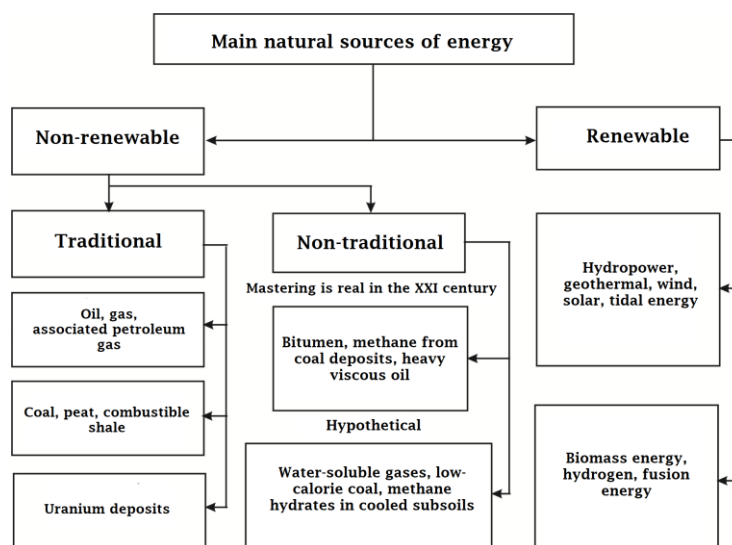 Main natural sources of energy
Non-renewable
Renewable
Traditional
Non-traditional
Mastering is real in the XXI century
Oil, gas,
associated petroleum
gas
Bitumen, methane from
coal deposits, heavy
viscous oil
Hydropower,
geothermal, wind,
solar, tidal energy
Coal, peat, combustible
shale
Hypothetical
Uranium deposits
Water-soluble gases, low-
calorie coal, methane
hydrates in cooled subsoils
Biomass energy,
hydrogen, fusion
energy